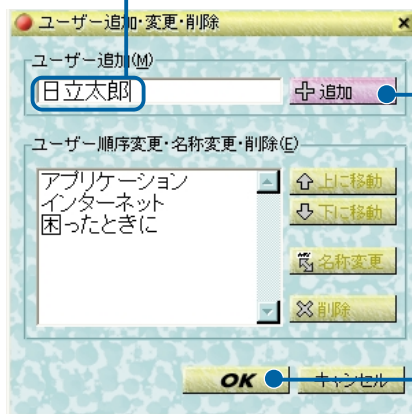 ユーザー追加・変更・削除
ユーザー追加(M)
日立太郎
追加
ユーザー順序変更・名称変更・削除(E)
アプリケーション
インターネット
困ったときに
上に移動
下に移動
名称変更
削除
OK
キャンセル